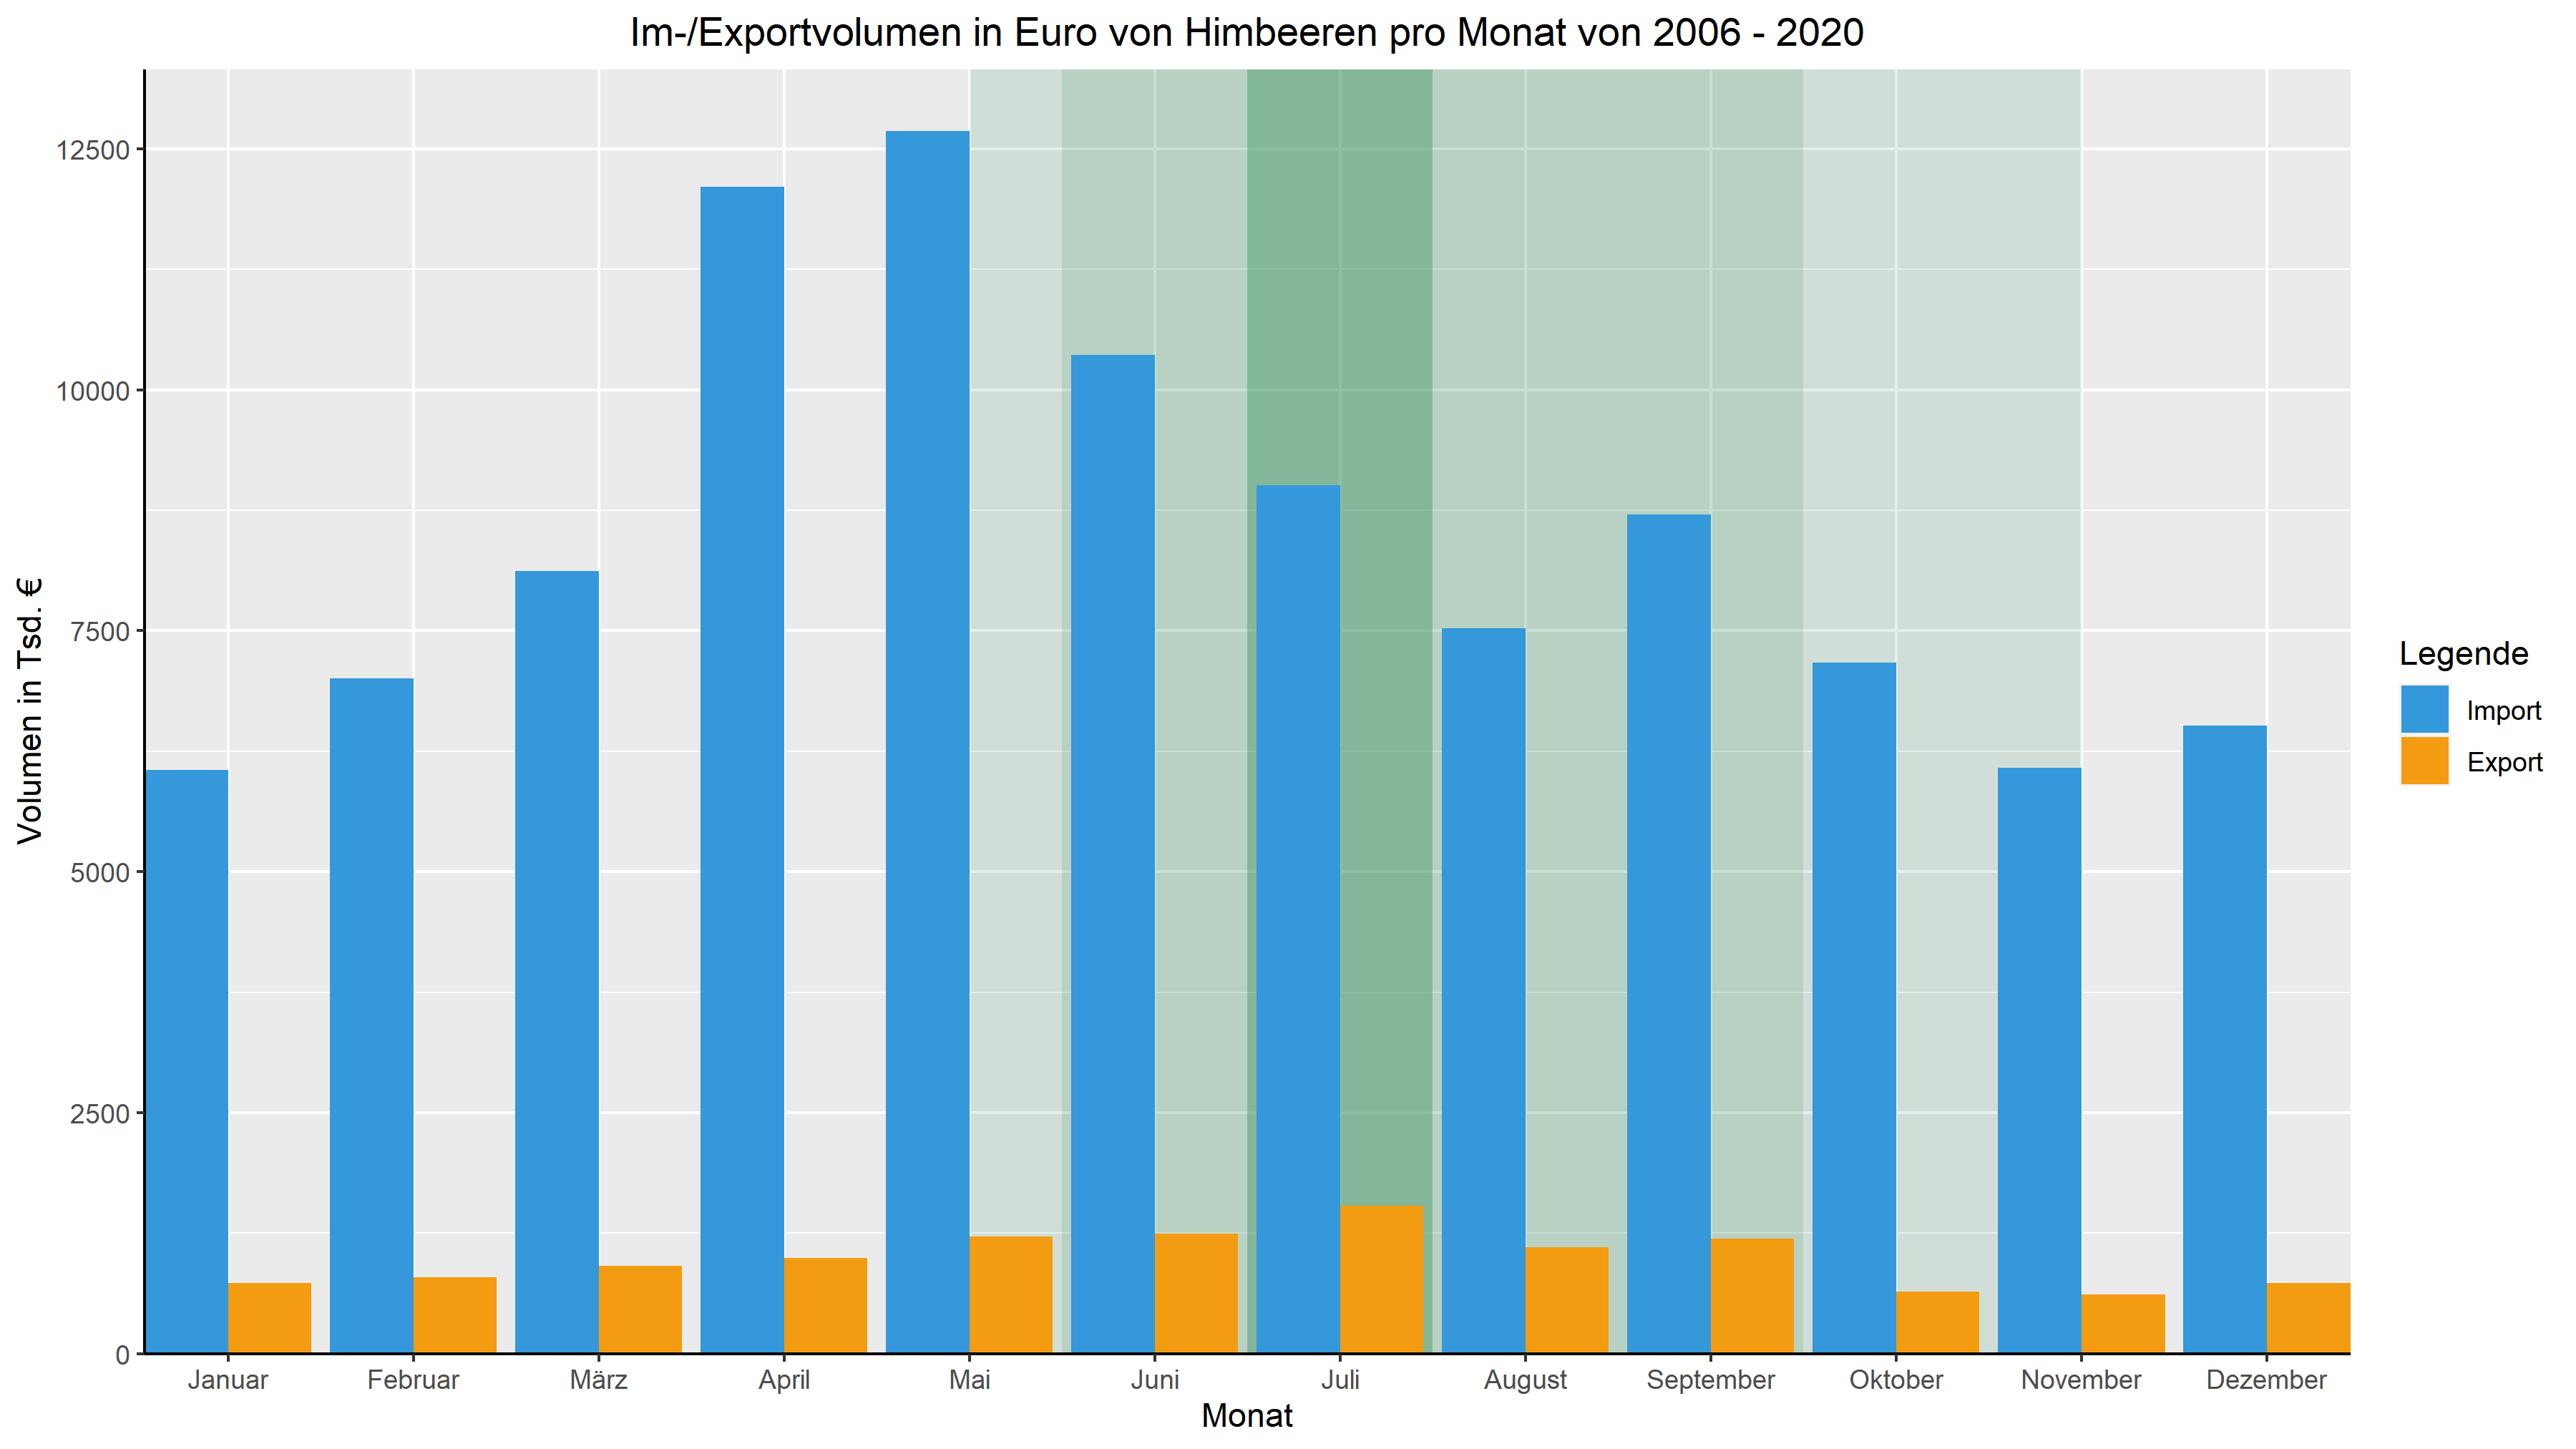 Im-/Exportvolumen in Euro von Himbeeren pro Monat von 2006 - 2020
Volumen in Tsd. €
12500
10000
7500
5000
2500
0
Januar Februar März April Mai Juni Juli August September Oktober November Dezember
Monat
Legende
Import
Export